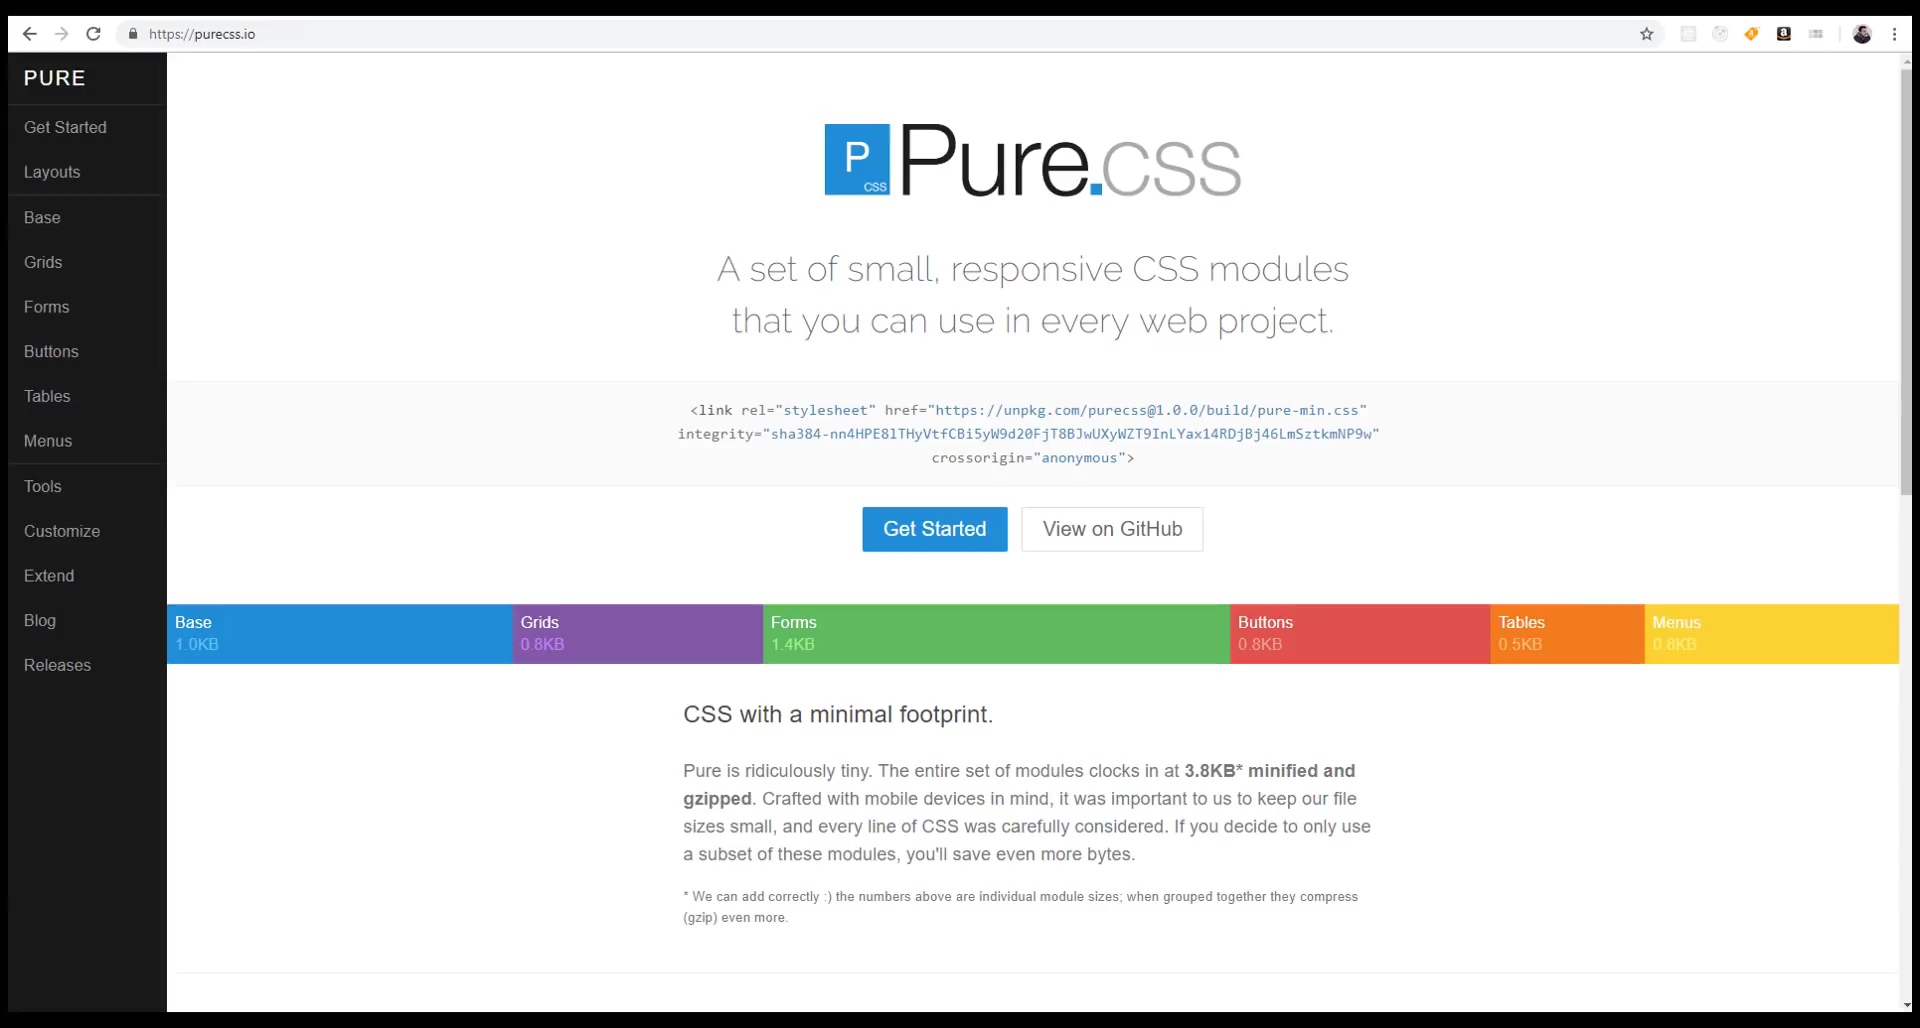 https://purecss.io
PURE
Get Started
Layouts
Base
Grids
Forms
Buttons
Tables
Menus
Tools
Customize
Extend
Blog
Releases
P
CSS
Pure.css
A set of small, responsive CSS modules
that you can use in every web project.
<link rel="stylesheet" href="https://unpkg.com/purecss@1.0.0/build/pure-min.css"
integrity="sha384-nn4HPE8lTHyVtfCBi5yW9d20FjT8BJwUXyWZT9InLYax14RDjBj46LmSztkmNP9w"
crossorigin="anonymous">
Get Started
View on GitHub
Base
1.0KB
Grids
0.8KB
Forms
1.4KB
Buttons
0.8KB
Tables
0.5KB
Menus
0.8KB
CSS with a minimal footprint.
Pure is ridiculously tiny. The entire set of modules clocks in at 3.8KB* minified and
gzipped. Crafted with mobile devices in mind, it was important to us to keep our file
sizes small, and every line of CSS was carefully considered. If you decide to only use
a subset of these modules, you'll save even more bytes.
* We can add correctly :) the numbers above are individual module sizes; when grouped together they compress
(gzip) even more.